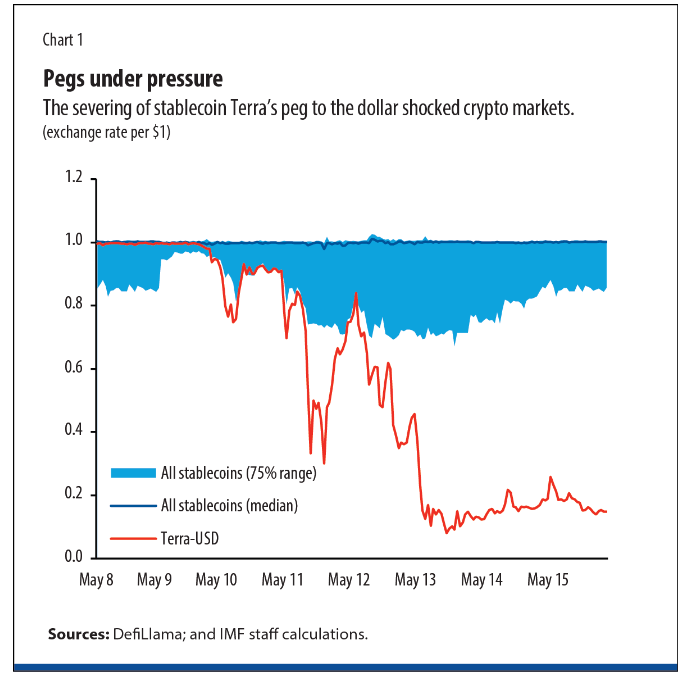 Chart 1
Pegs under pressure
The severing of stablecoin Terra's peg to the dollar shocked crypto markets.
(exchange rate per $1)
1.2
1.0
0.8
0.6
0.4
0.2
0.0
All stablecoins (75% range)
All stablecoins (median)
Terra-USD
May 8 May 9 May 10 May 11 May 12 May 13 May 14 May 15
Sources: DefiLlama; and IMF staff calculations.